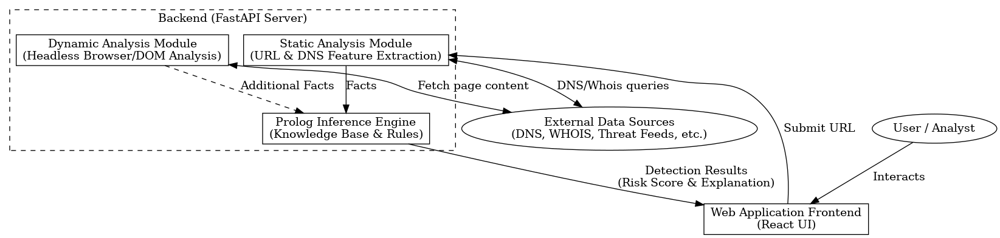 Backend (FastAPI Server)
Dynamic Analysis Module
(Headless Browser/DOM Analysis)
Static Analysis Module
(URL & DNS Feature Extraction)
Additional Facts
Facts
Fetch page content
DNS/Whois queries
Prolog Inference Engine
(Knowledge Base & Rules)
External Data Sources
(DNS, WHOIS, Threat Feeds, etc.)
Submit URL
User / Analyst
Detection Results
(Risk Score & Explanation)
Interacts
Web Application Frontend
(React UI)